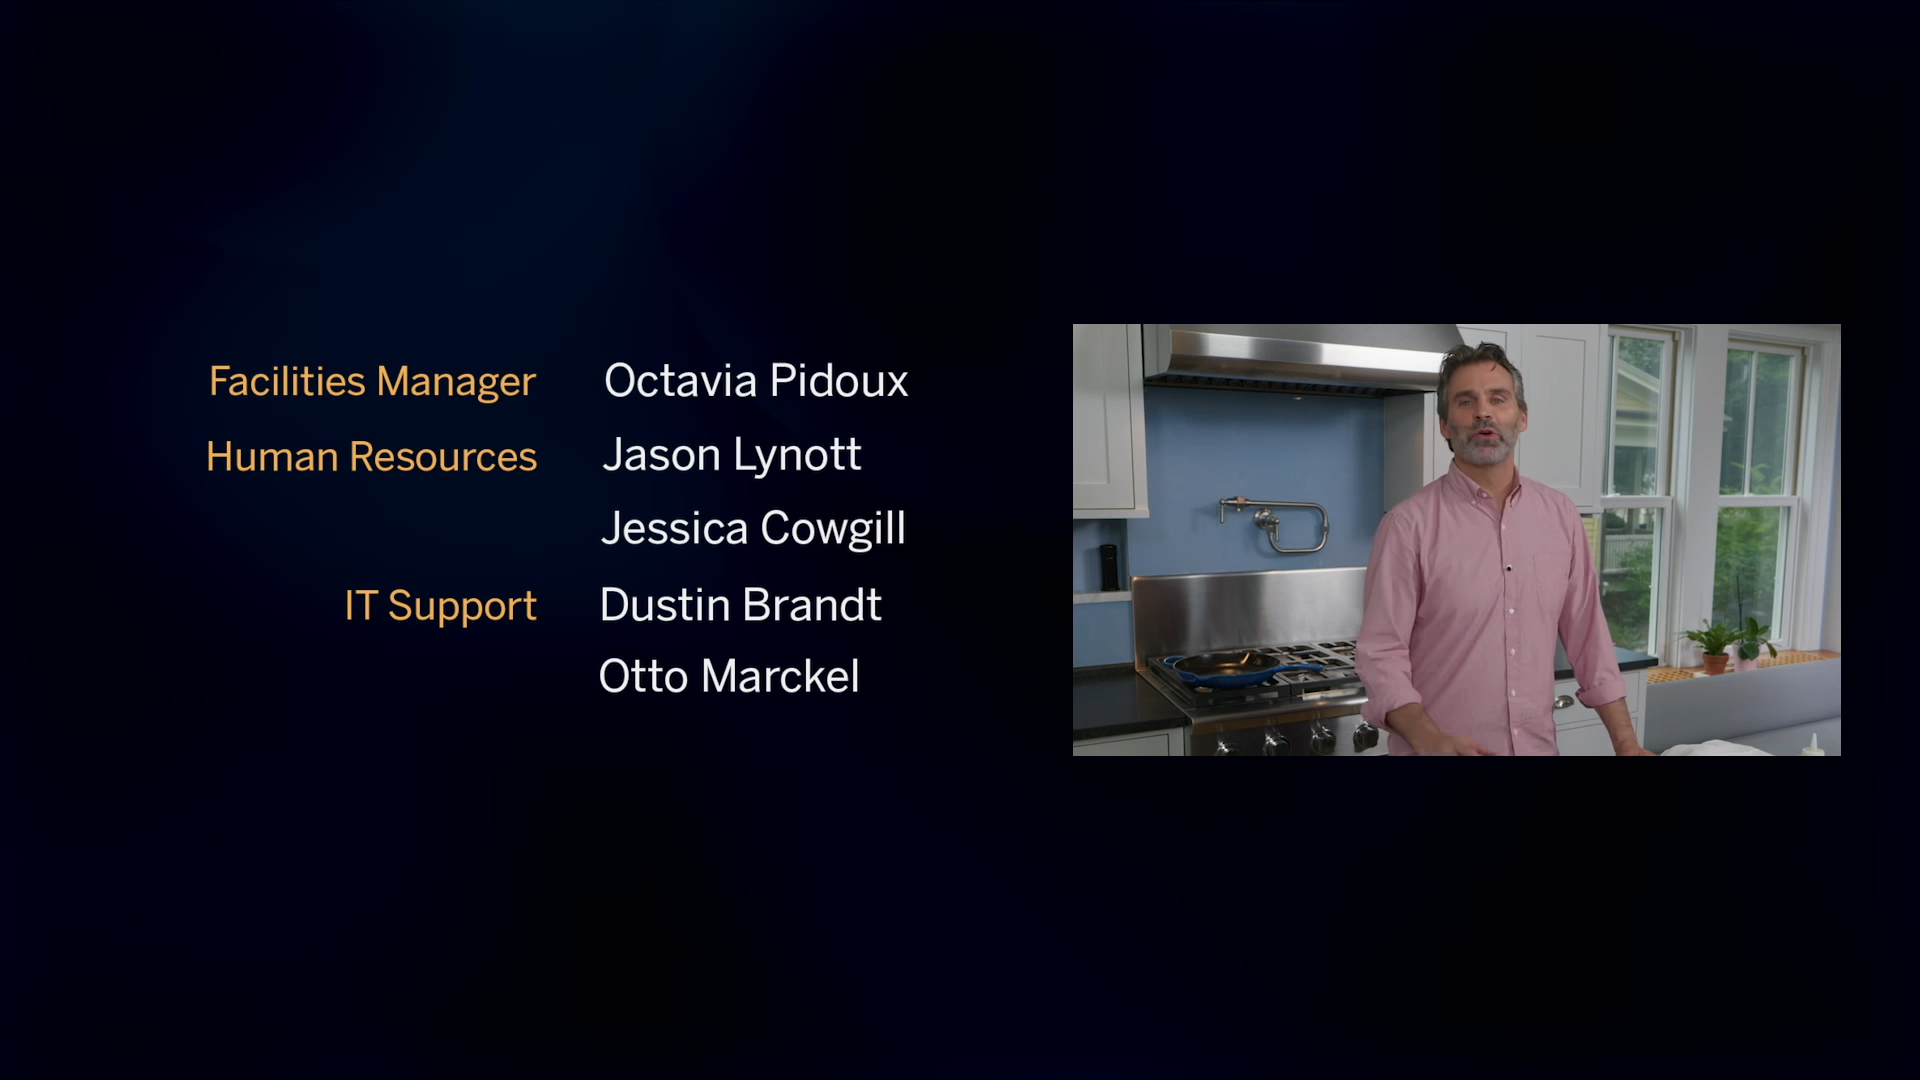 Facilities Manager Octavia Pidoux
Human Resources Jason Lynott
Jessica Cowgill
IT Support Dustin Brandt
Otto Marckel